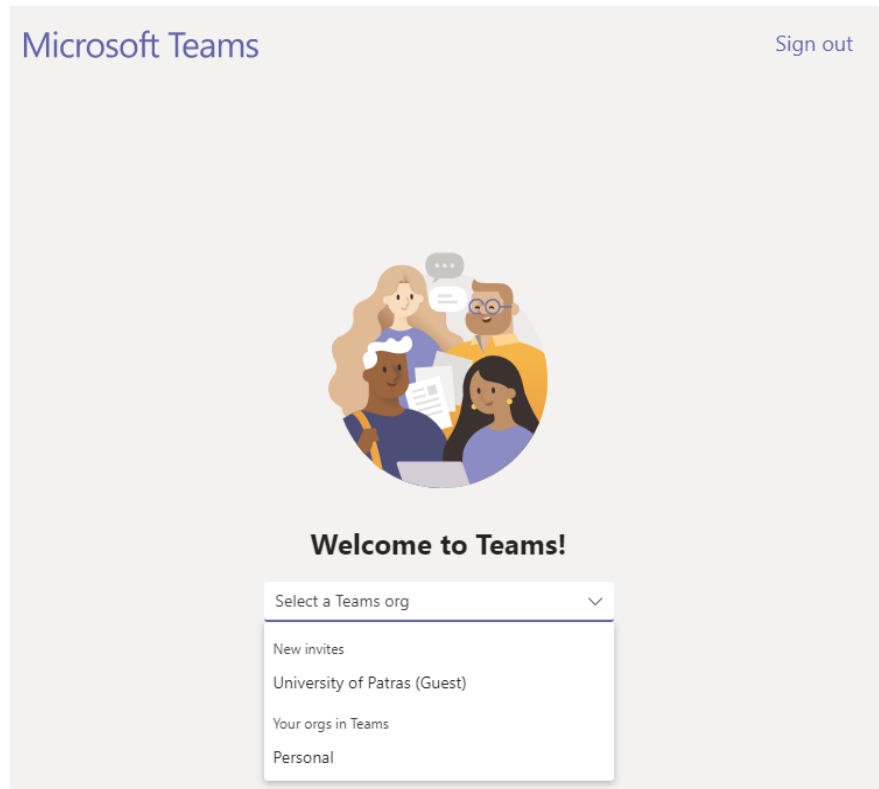 Microsoft Teams
Sign out
Welcome to Teams!
Select a Teams org
New invites
University of Patras (Guest)
Your orgs in Teams
Personal